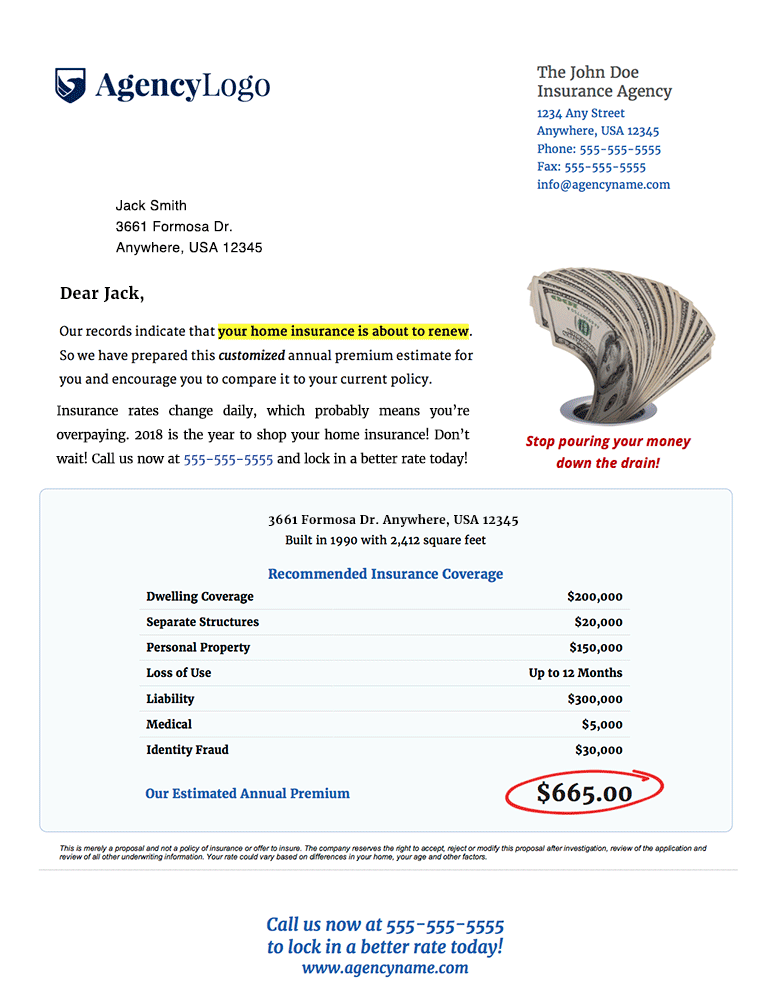 AgencyLogo
The John Doe
Insurance Agency
1234 Any Street
Anywhere, USA 12345
Phone: 555-555-5555
Fax: 555-555-5555
info@agencyname.com
Jack Smith
3661 Formosa Dr.
Anywhere, USA 12345
Dear Jack,
Our records indicate that your home insurance is about to renew.
So we have prepared this customized annual premium estimate for
you and encourage you to compare it to your current policy.
Insurance rates change daily, which probably means you're
overpaying. 2018 is the year to shop your home insurance! Don't
wait! Call us now at 555-555-5555 and lock in a better rate today!
Stop pouring your money
down the drain!
3661 Formosa Dr. Anywhere, USA 12345
Built in 1990 with 2,412 square feet
Recommended Insurance Coverage
Dwelling Coverage $200,000
Separate Structures $20,000
Personal Property $150,000
Loss of Use Up to 12 Months
Liability $300,000
Medical $5,000
Identity Fraud $30,000
Our Estimated Annual Premium $665.00
This is merely a proposal and not a policy of insurance or offer to insure. The company reserves the right to accept, reject or modify this proposal after investigation, review of the application and
review of all other underwriting information. Your rate could vary based on differences in your home, your age and other factors.
Call us now at 555-555-5555
to lock in a better rate today!
www.agencyname.com